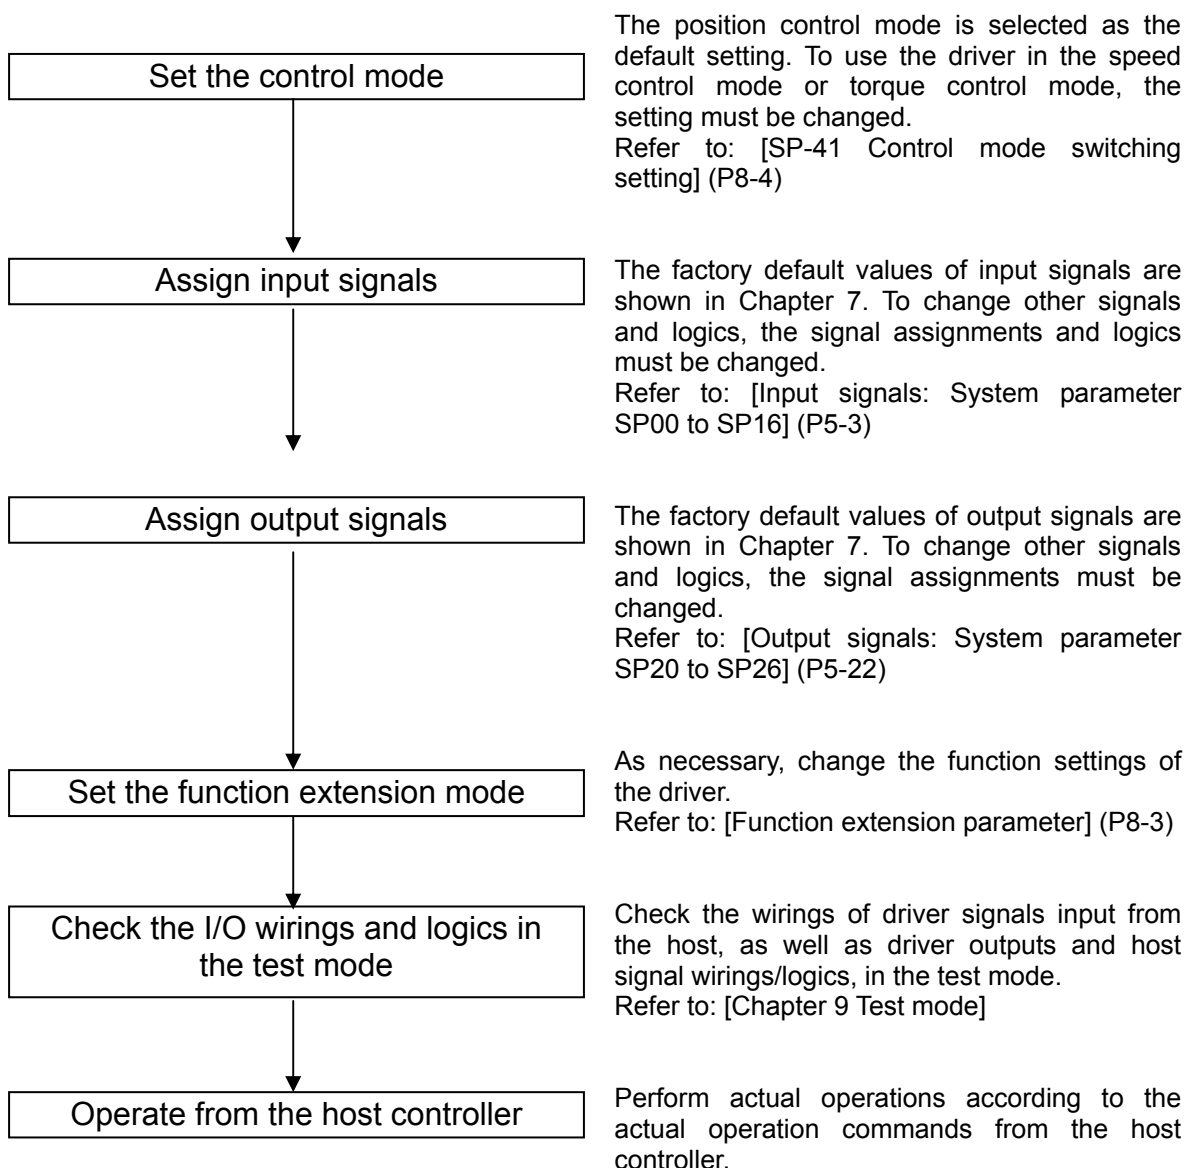 Set the control mode
The position control mode is selected as the
default setting. To use the driver in the speed
control mode or torque control mode, the
setting must be changed.
Refer to: [SP-41 Control mode switching
setting] (P8-4)
Assign input signals
The factory default values of input signals are
shown in Chapter 7. To change other signals
and logics, the signal assignments and logics
must be changed.
Refer to: [Input signals: System parameter
SP00 to SP16] (P5-3)
Assign output signals
The factory default values of output signals are
shown in Chapter 7. To change other signals
and logics, the signal assignments must be
changed.
Refer to: [Output signals: System parameter
SP20 to SP26] (P5-22)
Set the function extension mode
As necessary, change the function settings of
the driver.
Refer to: [Function extension parameter] (P8-3)
Check the I/O wirings and logics in
the test mode
Check the wirings of driver signals input from
the host, as well as driver outputs and host
signal wirings/logics, in the test mode.
Refer to: [Chapter 9 Test mode]
Operate from the host controller
Perform actual operations according to the
actual operation commands from the host
controller.